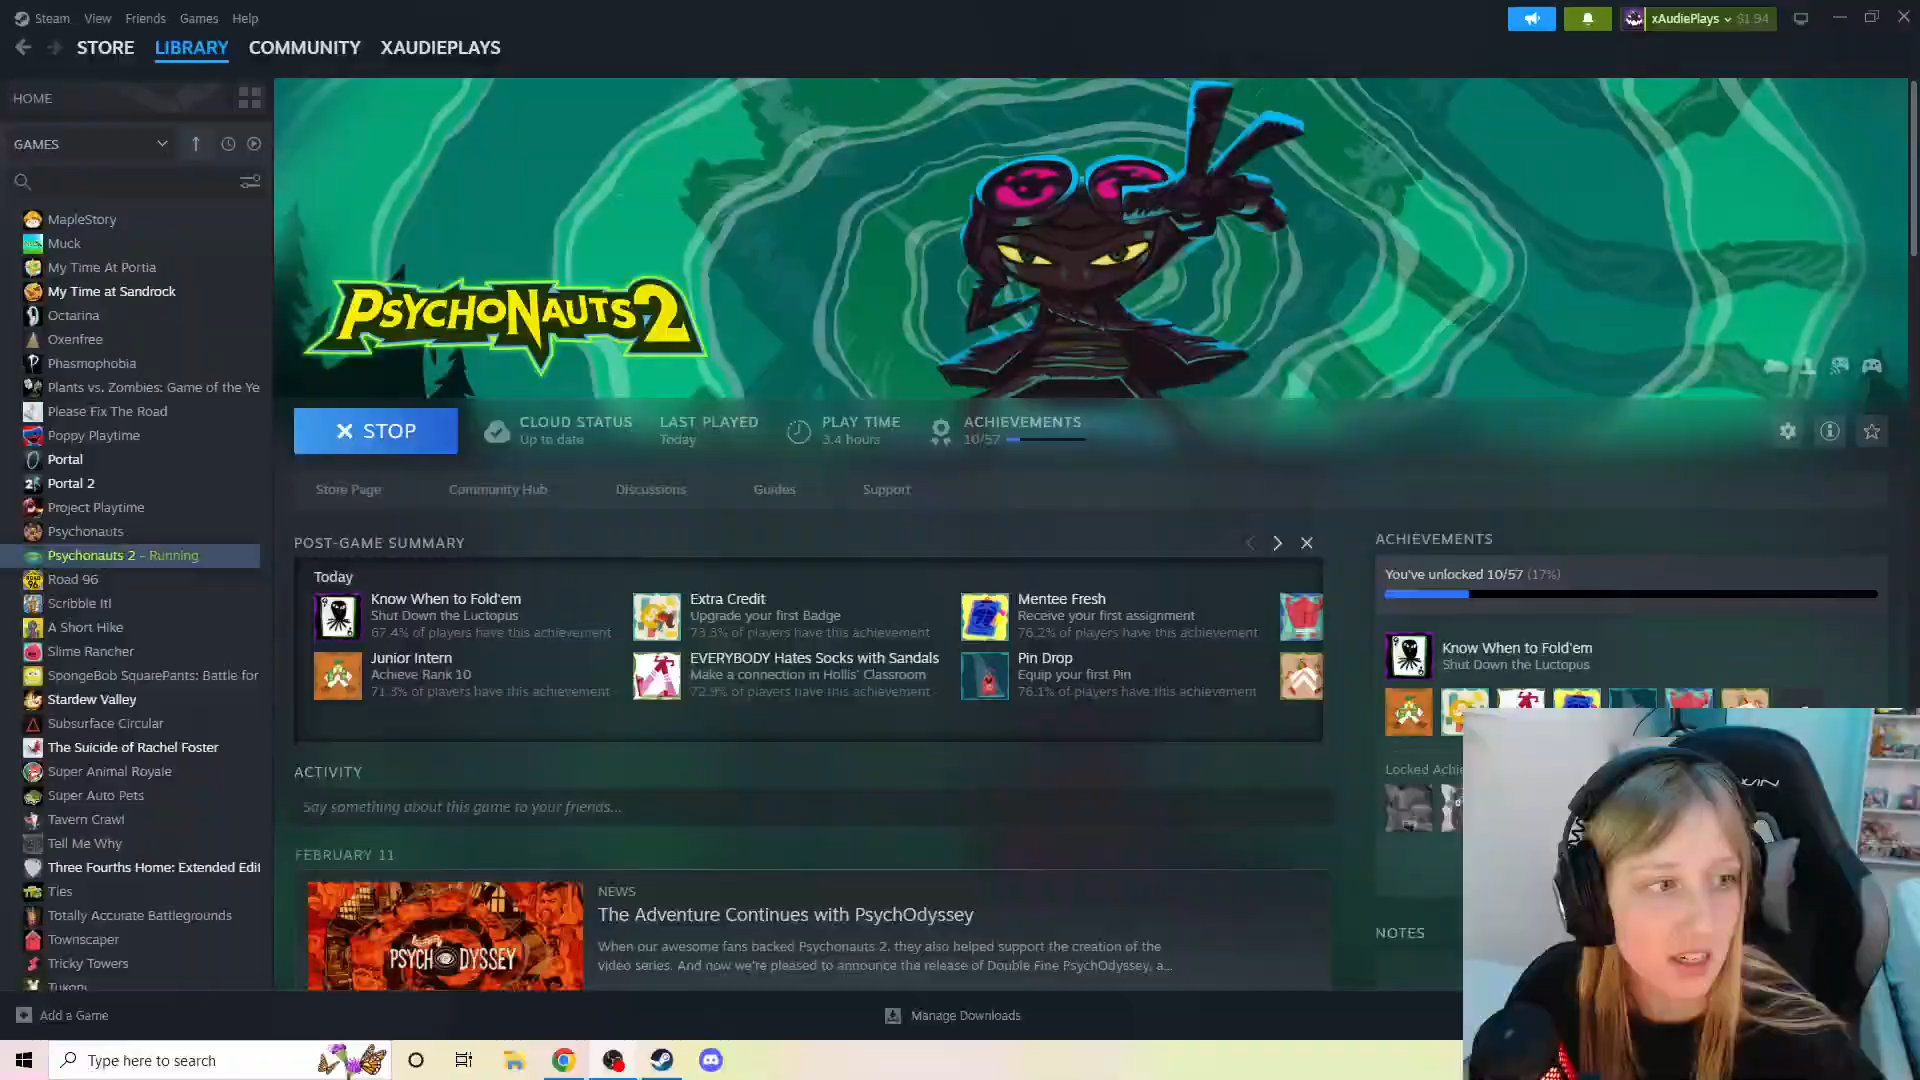 Steam View Friends Games Help
xAudiePlays $1.94
STORE LIBRARY COMMUNITY XAUDIEPLAYS
HOME
GAMES
MapleStory
Muck
My Time At Portia
My Time at Sandrock
Octarina
Oxenfree
Phasmophobia
Plants vs. Zombies: Game of the Ye
Please Fix The Road
Poppy Playtime
Portal
Portal 2
Project Playtime
Psychonauts
Psychonauts 2 - Running
Road 96
Scribble It!
A Short Hike
Slime Rancher
SpongeBob SquarePants: Battle for
Stardew Valley
Subsurface Circular
The Suicide of Rachel Foster
Super Animal Royale
Super Auto Pets
Tavern Crawl
Tell Me Why
Three Fourths Home: Extended Edit
Ties
Totally Accurate Battlegrounds
Townscaper
Tricky Towers
Add a Game
PSYCHONAUTS 2
STOP
CLOUD STATUS
Up to date
LAST PLAYED
Today
PLAY TIME
3.4 hours
ACHIEVEMENTS
10/57
Store Page Community Hub Discussions Guides Support
POST-GAME SUMMARY
Today
Know When to Fold'em
Shut Down the Luctopus
67.4% of players have this achievement
Extra Credit
Upgrade your first Badge
73.3% of players have this achievement
Mentee Fresh
Receive your first assignment
76.2% of players have this achievement
Junior Intern
Achieve Rank 10
71.3% of players have this achievement
EVERYBODY Hates Socks with Sandals
Make a connection in Hollis' Classroom
72.9% of players have this achievement
Pin Drop
Equip your first Pin
76.1% of players have this achievement
ACTIVITY
Say something about this game to your friends...
FEBRUARY 11
PSYCHODYSSEY
NEWS
The Adventure Continues with PsychOdyssey
When our awesome fans backed Psychonauts 2, they also helped support the creation of the
video series. And now we're pleased to announce the release of Double Fine PsychOdyssey, a...
ACHIEVEMENTS
You've unlocked 10/57 (17%)
Know When to Fold'em
Shut Down the Luctopus
Locked Achie
NOTES
Manage Downloads
Type here to search